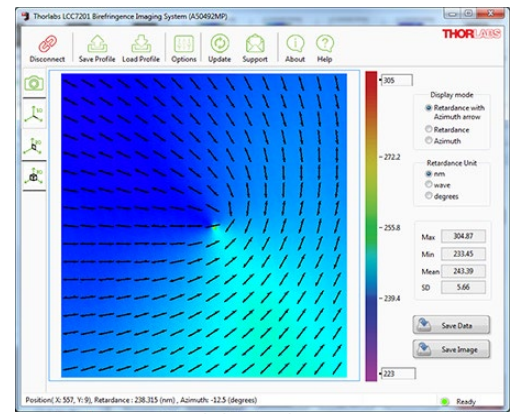 Thorlabs LCC7201 Birefringence Imaging System (A50492MP)
THORLABS
Disconnect Save Profile Load Profile Options Update Support About Help
305
272.2
255.8
239.4
223
Display mode
Retardance with
Azimuth arrow
Retardance
Azimuth
Retardance Unit
nm
wave
degrees
Max 304.87
Min 233.45
Mean 243.39
SD 5.66
Save Data
Save Image
Position( X: 557, Y: 9), Retardance : 238.315 (nm) , Azimuth: -12.5 (degrees)
Ready